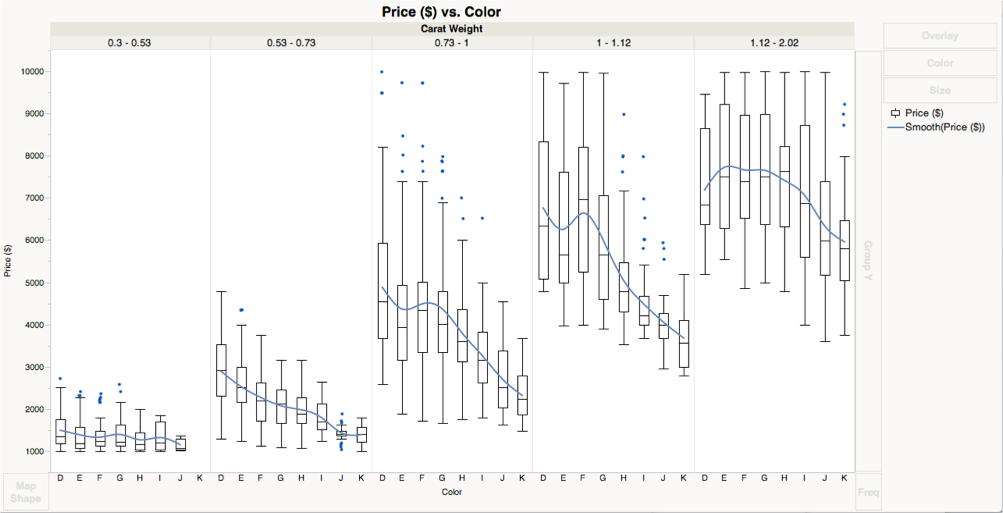 Price ($) vs. Color
Carat Weight
0.3 - 0.53 0.53 - 0.73 0.73 - 1 1 - 1.12 1.12 - 2.02
Overlay
Color
Size
Price ($)
Smooth(Price ($))
10000
9000
8000
7000
6000
5000
4000
3000
2000
1000
Price ($)
Group Y
D E F G H I J K D E F G H I J K D E F G H I J K D E F G H I J K D E F G H I J K
Color
Map
Shape
Freq